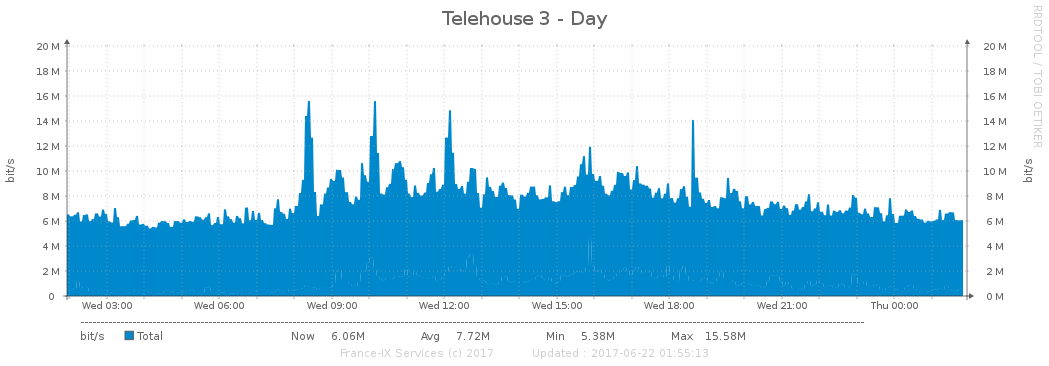 Telehouse 3 - Day
RRDTOOL / TOBI OETIKER
bit/s
20 M 20 M
18 M 18 M
16 M 16 M
14 M 14 M
12 M 12 M
10 M 10 M
8 M 8 M
6 M 6 M
4 M 4 M
2 M 2 M
0 0 M
bit/s
Wed 03:00 Wed 06:00 Wed 09:00 Wed 12:00 Wed 15:00 Wed 18:00 Wed 21:00 Thu 00:00
bit/s Total Now 6.06M Avg 7.72M Min 5.38M Max 15.58M
France-IX Services (c) 2017 Updated : 2017-06-22 01:55:13